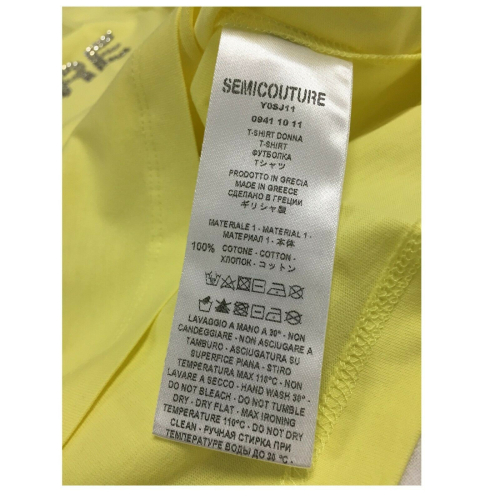 SEMICOUTURE
Y0SJ11
0941 10 11
T-SHIRT DONNA
T-SHIRT
ФУТБОЛКА
Tシャツ
PRODOTTO IN GRECIA
MADE IN GREECE
СДЕЛАНО В ГРЕЦИИ
ギリシャ製
MATERIALE 1 - MATERIAL 1 -
МАТЕРИАЛ 1 - 本体
100% COTONE - COTTON -
ХЛОПОК - コットン
LAVAGGIO A MANO A 30° - NON
CANDEGGIARE - NON ASCIUGARE A
TAMBURO - ASCIUGATURA SU
SUPERFICE PIANA - STIRO
TEMPERATURA MAX 110°C - NON
LAVARE A SECCO - HAND WASH 30° -
DO NOT BLEACH - DO NOT TUMBLE
DRY - DRY FLAT - MAX IRONING
TEMPERATURE 110°C - DO NOT DRY
CLEAN - РУЧНАЯ СТИРКА ПРИ
ТЕМПЕРАТУРЕ ВОДЫ ДО 30 °C -